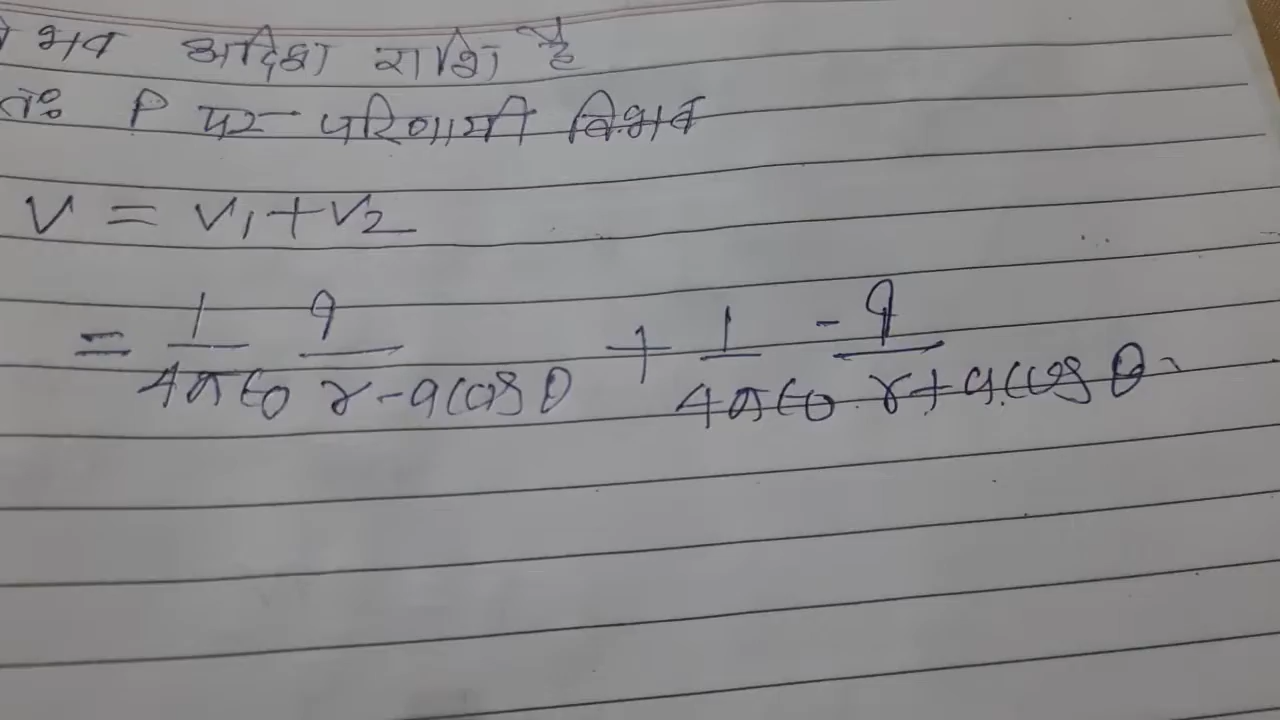 भव अदिश राशि है
अतः P पर परिणामी विभव
V = V₁ + V₂
= 1/4πε₀ q/r - a cos θ + 1/4πε₀ -q/r + a cos θ